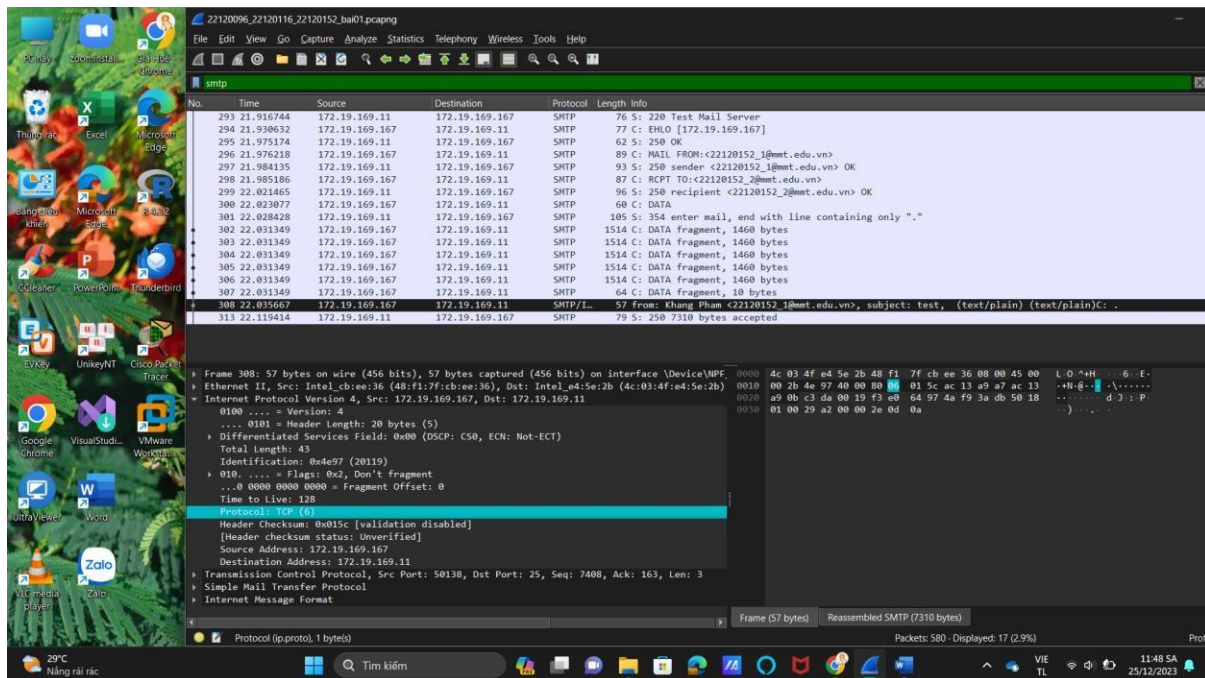 PC này
zoominstall...
Gia Huệ -
Chrome
Thùng rác
Excel
Microsoft
Edge
Bảng điều
khiển
Microsoft
Edge
R 4.3.2
CCleaner
PowerPoint
Thunderbird
EVKey
UnikeyNT
Cisco Packet
Tracer
Google
Chrome
VisualStudi...
VMware
Workstati...
UltraViewer
Word
VLC media
player
Zalo
22120096_22120116_22120152_bai01.pcapng
File Edit View Go Capture Analyze Statistics Telephony Wireless Tools Help
smtp
No. Time Source Destination Protocol Length Info
293 21.916744 172.19.169.11 172.19.169.167 SMTP 76 S: 220 Test Mail Server
294 21.930632 172.19.169.167 172.19.169.11 SMTP 77 C: EHLO [172.19.169.167]
295 21.975174 172.19.169.11 172.19.169.167 SMTP 62 S: 250 OK
296 21.976218 172.19.169.167 172.19.169.11 SMTP 89 C: MAIL FROM:<22120152_1@mmt.edu.vn>
297 21.984135 172.19.169.11 172.19.169.167 SMTP 93 S: 250 sender <22120152_1@mmt.edu.vn> OK
298 21.985186 172.19.169.167 172.19.169.11 SMTP 87 C: RCPT TO:<22120152_2@mmt.edu.vn>
299 22.021465 172.19.169.11 172.19.169.167 SMTP 96 S: 250 recipient <22120152_2@mmt.edu.vn> OK
300 22.023077 172.19.169.167 172.19.169.11 SMTP 60 C: DATA
301 22.028428 172.19.169.11 172.19.169.167 SMTP 105 S: 354 enter mail, end with line containing only "."
302 22.031349 172.19.169.167 172.19.169.11 SMTP 1514 C: DATA fragment, 1460 bytes
303 22.031349 172.19.169.167 172.19.169.11 SMTP 1514 C: DATA fragment, 1460 bytes
304 22.031349 172.19.169.167 172.19.169.11 SMTP 1514 C: DATA fragment, 1460 bytes
305 22.031349 172.19.169.167 172.19.169.11 SMTP 1514 C: DATA fragment, 1460 bytes
306 22.031349 172.19.169.167 172.19.169.11 SMTP 1514 C: DATA fragment, 1460 bytes
307 22.031349 172.19.169.167 172.19.169.11 SMTP 64 C: DATA fragment, 10 bytes
308 22.035667 172.19.169.167 172.19.169.11 SMTP/I... 57 from: Khang Pham <22120152_1@mmt.edu.vn>, subject: test, (text/plain) (text/plain)C: .
313 22.119414 172.19.169.11 172.19.169.167 SMTP 79 S: 250 7310 bytes accepted
Frame 308: 57 bytes on wire (456 bits), 57 bytes captured (456 bits) on interface \Device\NPF_
Ethernet II, Src: Intel_cb:ee:36 (48:f1:7f:cb:ee:36), Dst: Intel_e4:5e:2b (4c:03:4f:e4:5e:2b)
Internet Protocol Version 4, Src: 172.19.169.167, Dst: 172.19.169.11
0100 .... = Version: 4
.... 0101 = Header Length: 20 bytes (5)
Differentiated Services Field: 0x00 (DSCP: CS0, ECN: Not-ECT)
Total Length: 43
Identification: 0x4e97 (20119)
010. .... = Flags: 0x2, Don't fragment
...0 0000 0000 0000 = Fragment Offset: 0
Time to Live: 128
Protocol: TCP (6)
Header Checksum: 0x015c [validation disabled]
[Header checksum status: Unverified]
Source Address: 172.19.169.167
Destination Address: 172.19.169.11
Transmission Control Protocol, Src Port: 50138, Dst Port: 25, Seq: 7408, Ack: 163, Len: 3
Simple Mail Transfer Protocol
Internet Message Format
0000 4c 03 4f e4 5e 2b 48 f1 7f cb ee 36 08 00 45 00 L·O·^+H· ···6··E·
0010 00 2b 4e 97 40 00 80 06 01 5c ac 13 a9 a7 ac 13 ·+N·@··· ·\······
0020 a9 0b c3 da 00 19 f3 e0 64 97 4a f9 3a db 50 18 ········ d·J·:·P·
0030 01 00 29 a2 00 00 2e 0d 0a ··)···.· ·
Frame (57 bytes) Reassembled SMTP (7310 bytes)
Protocol (ip.proto), 1 byte(s) Packets: 580 · Displayed: 17 (2.9%) Prof
29°C
Nắng rải rác
Tìm kiếm
VIE
TL
11:48 SA
25/12/2023